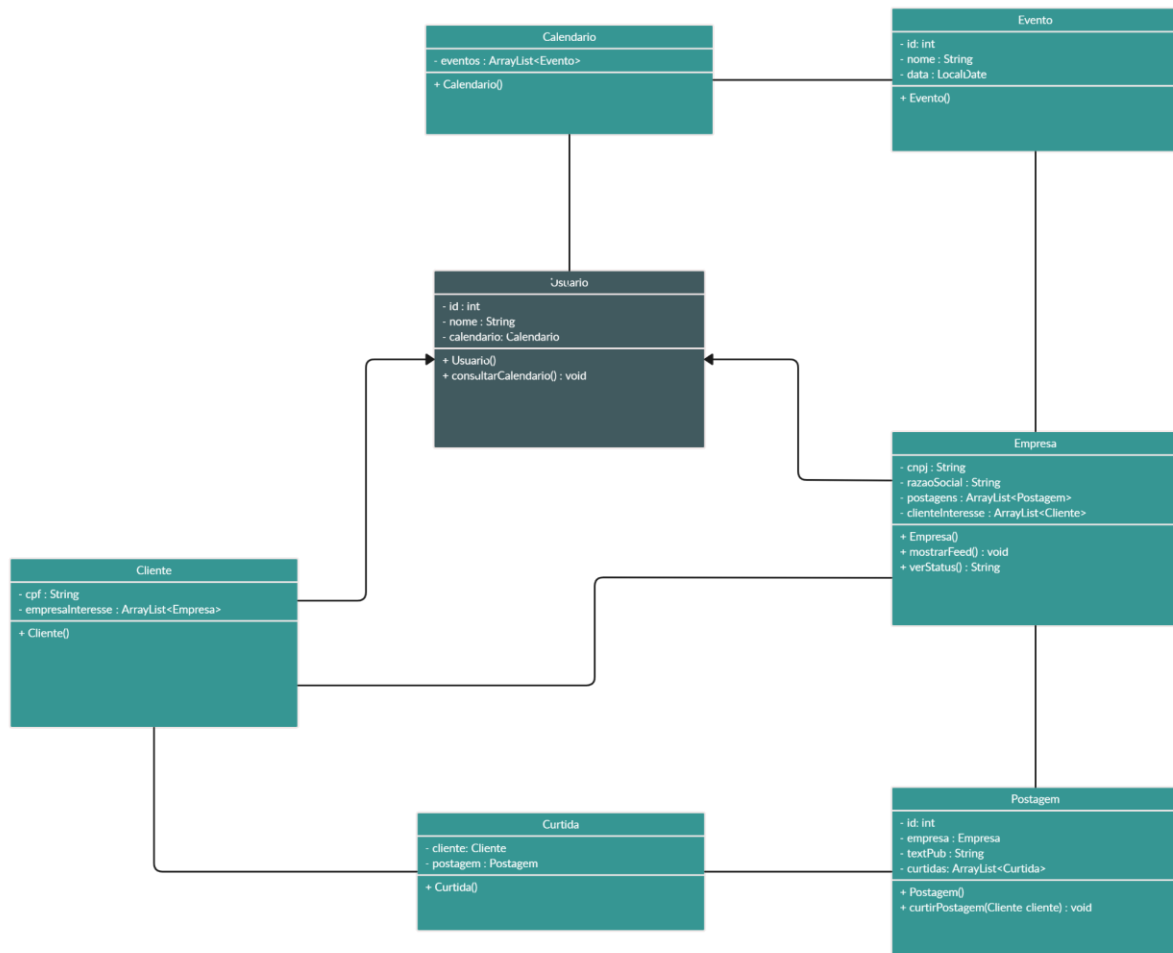 Calendario
- eventos : ArrayList<Evento>
+ Calendario()
Evento
- id: int
- nome : String
- data : LocalDate
+ Evento()
Usuario
- id : int
- nome : String
- calendario: Calendario
+ Usuario()
+ consultarCalendario() : void
Empresa
- cnpj : String
- razaoSocial : String
- postagens : ArrayList<Postagem>
- clienteInteresse : ArrayList<Cliente>
+ Empresa()
+ mostrarFeed() : void
+ verStatus() : String
Cliente
- cpf : String
- empresaInteresse : ArrayList<Empresa>
+ Cliente()
Curtida
- cliente: Cliente
- postagem : Postagem
+ Curtida()
Postagem
- id: int
- empresa : Empresa
- textPub : String
- curtidas: ArrayList<Curtida>
+ Postagem()
+ curtirPostagem(Cliente cliente) : void